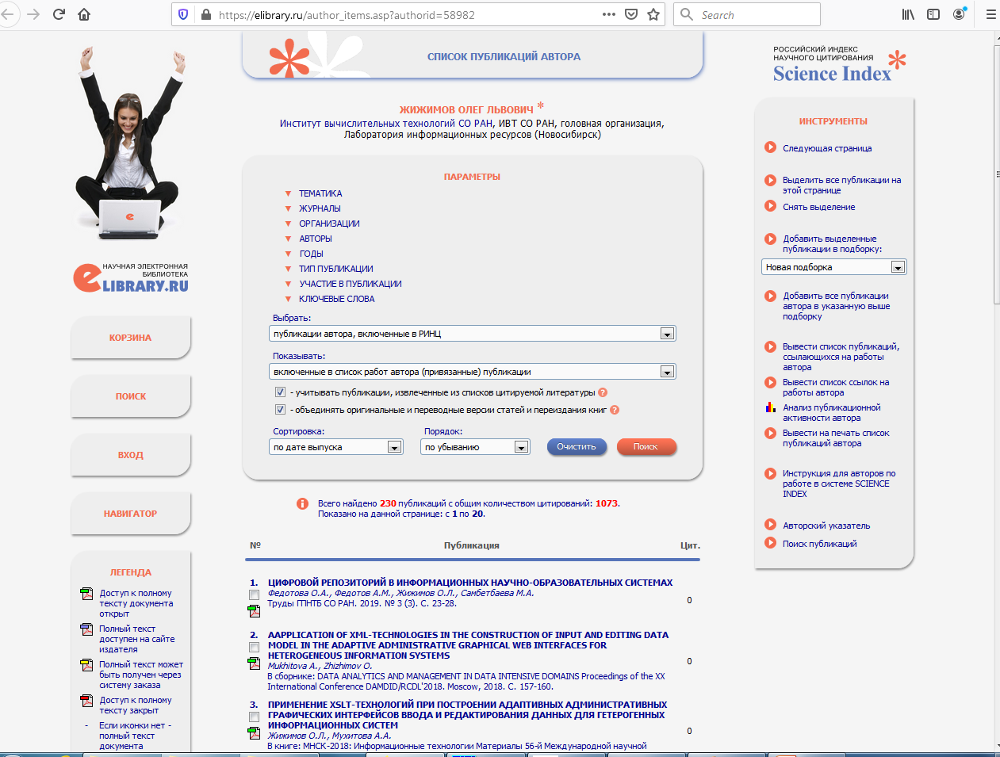 https://elibrary.ru/author_items.asp?authorid=58982
Search
СПИСОК ПУБЛИКАЦИЙ АВТОРА
РОССИЙСКИЙ ИНДЕКС
НАУЧНОГО ЦИТИРОВАНИЯ
Science Index
ЖИЖИМОВ ОЛЕГ ЛЬВОВИЧ *
Институт вычислительных технологий СО РАН, ИВТ СО РАН, головная организация,
Лаборатория информационных ресурсов (Новосибирск)
НАУЧНАЯ ЭЛЕКТРОННАЯ
БИБЛИОТЕКА
eLIBRARY.RU
КОРЗИНА
ПОИСК
ВХОД
НАВИГАТОР
ЛЕГЕНДА
Доступ к полному
тексту документа
открыт
Полный текст
доступен на сайте
издателя
Полный текст может
быть получен через
систему заказа
Доступ к полному
тексту закрыт
- Если иконки нет -
полный текст
документа
ПАРАМЕТРЫ
ТЕМАТИКА
ЖУРНАЛЫ
ОРГАНИЗАЦИИ
АВТОРЫ
ГОДЫ
ТИП ПУБЛИКАЦИИ
УЧАСТИЕ В ПУБЛИКАЦИИ
КЛЮЧЕВЫЕ СЛОВА
Выбрать:
публикации автора, включенные в РИНЦ
Показывать:
включенные в список работ автора (привязанные) публикации
- учитывать публикации, извлеченные из списков цитируемой литературы ?
- объединять оригинальные и переводные версии статей и переиздания книг ?
Сортировка: Порядок:
по дате выпуска по убыванию Очистить Поиск
Всего найдено 230 публикаций с общим количеством цитирований: 1073.
Показано на данной странице: с 1 по 20.
№ Публикация Цит.
1. ЦИФРОВОЙ РЕПОЗИТОРИЙ В ИНФОРМАЦИОННЫХ НАУЧНО-ОБРАЗОВАТЕЛЬНЫХ СИСТЕМАХ
Федотова О.А., Федотов А.М., Жижимов О.Л., Самбетбаева М.А.
Труды ГПНТБ СО РАН. 2019. № 3 (3). С. 23-28.
0
2. AAPPLICATION OF XML-TECHNOLOGIES IN THE CONSTRUCTION OF INPUT AND EDITING DATA
MODEL IN THE ADAPTIVE ADMINISTRATIVE GRAPHICAL WEB INTERFACES FOR
HETEROGENEOUS INFORMATION SYSTEMS
Mukhitova A., Zhizhimov O.
В сборнике: DATA ANALYTICS AND MANAGEMENT IN DATA INTENSIVE DOMAINS Proceedings of the XX
International Conference DAMDID/RCDL'2018. Moscow, 2018. С. 157-160.
0
3. ПРИМЕНЕНИЕ XSLT-ТЕХНОЛОГИЙ ПРИ ПОСТРОЕНИИ АДАПТИВНЫХ АДМИНИСТРАТИВНЫХ
ГРАФИЧЕСКИХ ИНТЕРФЕЙСОВ ВВОДА И РЕДАКТИРОВАНИЯ ДАННЫХ ДЛЯ ГЕТЕРОГЕННЫХ
ИНФОРМАЦИОННЫХ СИСТЕМ
Жижимов О.Л., Мухитова А.А.
В книге: МНСК-2018: Информационные технологии Материалы 56-й Международной научной
0
ИНСТРУМЕНТЫ
Следующая страница
Выделить все публикации на
этой странице
Снять выделение
Добавить выделенные
публикации в подборку:
Новая подборка
Добавить все публикации
автора в указанную выше
подборку
Вывести список публикаций,
ссылающихся на работы
автора
Вывести список ссылок на
работы автора
Анализ публикационной
активности автора
Вывести на печать список
публикаций автора
Инструкция для авторов по
работе в системе SCIENCE
INDEX
Авторский указатель
Поиск публикаций